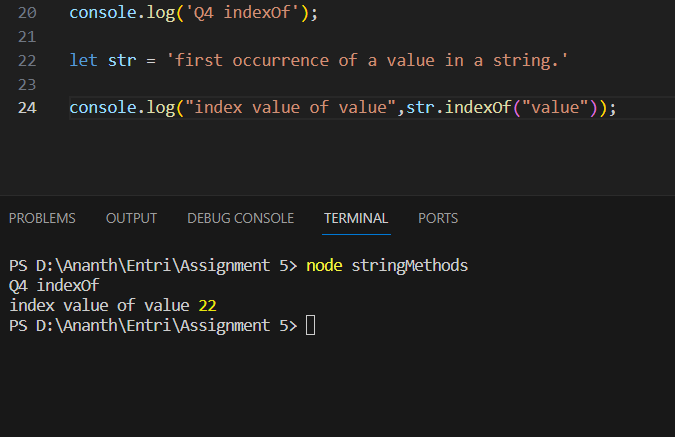 20 console.log('Q4 indexOf');
21
22 let str = 'first occurrence of a value in a string.'
23
24 console.log("index value of value",str.indexOf("value"));
PROBLEMS OUTPUT DEBUG CONSOLE TERMINAL PORTS
PS D:\Ananth\Entri\Assignment 5> node stringMethods
Q4 indexOf
index value of value 22
PS D:\Ananth\Entri\Assignment 5>